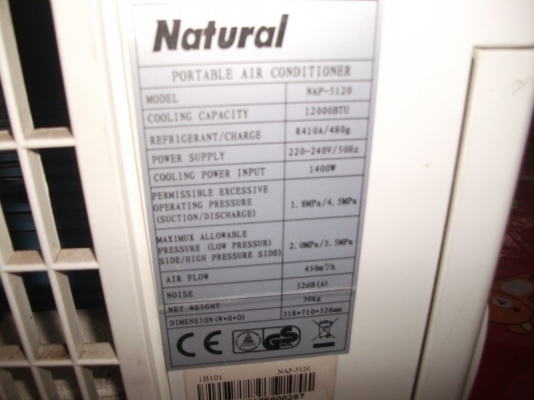 Natural
PORTABLE AIR CONDITIONER
MODEL NAP-5120
COOLING CAPACITY 12000BTU
REFRIGERANT/CHARGE R410A/480g
POWER SUPPLY 220-240V/50Hz
COOLING POWER INPUT 1400W
PERMISSIBLE EXCESSIVE
OPERATING PRESSURE 1.8MPa/4.5MPa
(SUCTION/DISCHARGE)
MAXIMUX ALLOWABLE
PRESSURE (LOW PRESSUR) 2.0MPa/5.5MPa
SIDE/HIGH PRESSURE SIDE)
AIR FLOW 450m³/h
NOISE 52dB(A)
NET WEIGHT 30kg
DIMENSION(W*H*D) 318*710*528mm
CE GS
1B101 NAP-5120